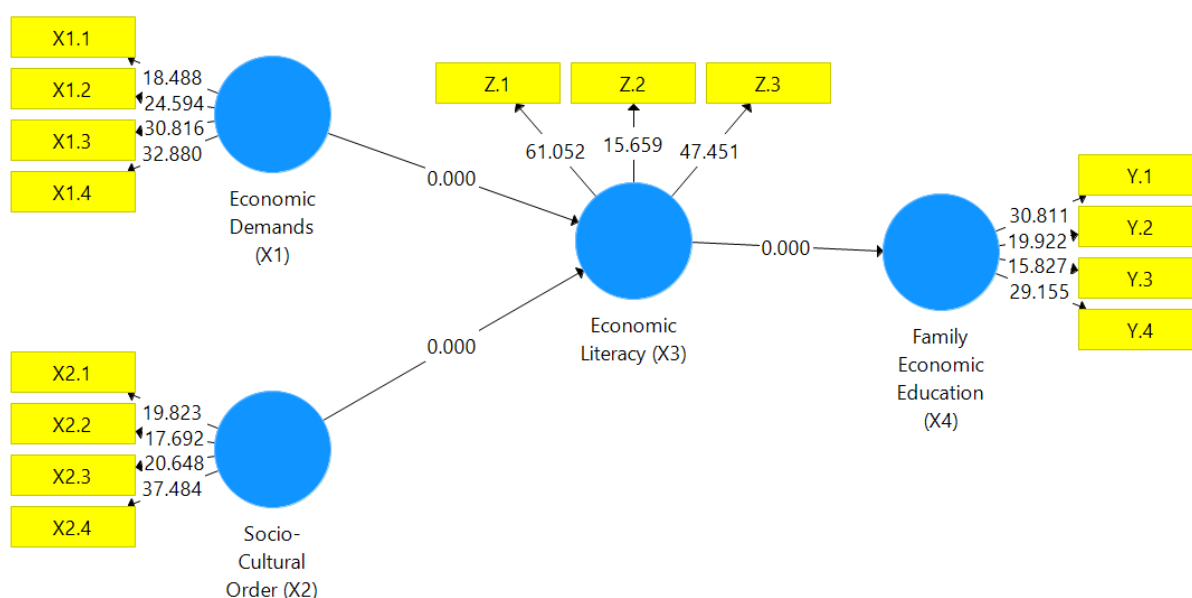 X1.1
18.488
X1.2
24.594
X1.3
30.816
X1.4
32.880
Economic
Demands
(X1)
0.000
Z.1
Z.2
Z.3
61.052
15.659
47.451
Economic
Literacy (X3)
0.000
0.000
X2.1
19.823
X2.2
17.692
X2.3
20.648
X2.4
37.484
Socio-
Cultural
Order (X2)
Y.1
30.811
Y.2
19.922
Y.3
15.827
Y.4
29.155
Family
Economic
Education
(X4)